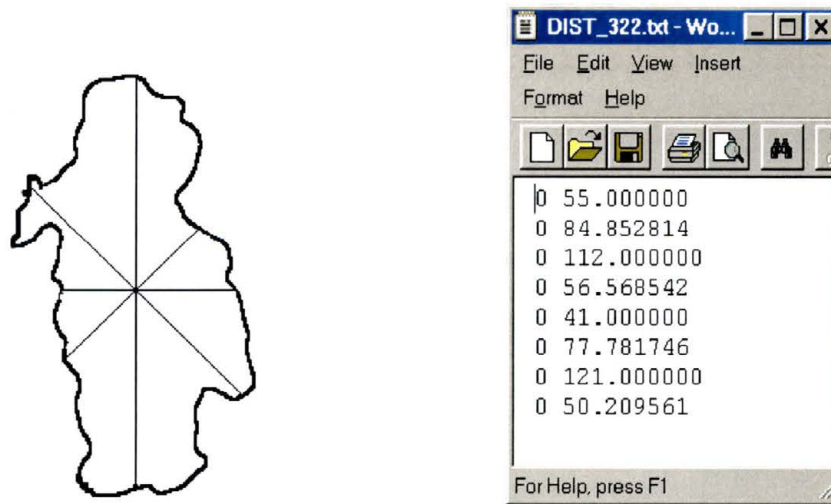 DIST_322.txt - Wo...
File Edit View Insert
Format Help
0 55.000000
0 84.852814
0 112.000000
0 56.568542
0 41.000000
0 77.781746
0 121.000000
0 50.209561
For Help, press F1